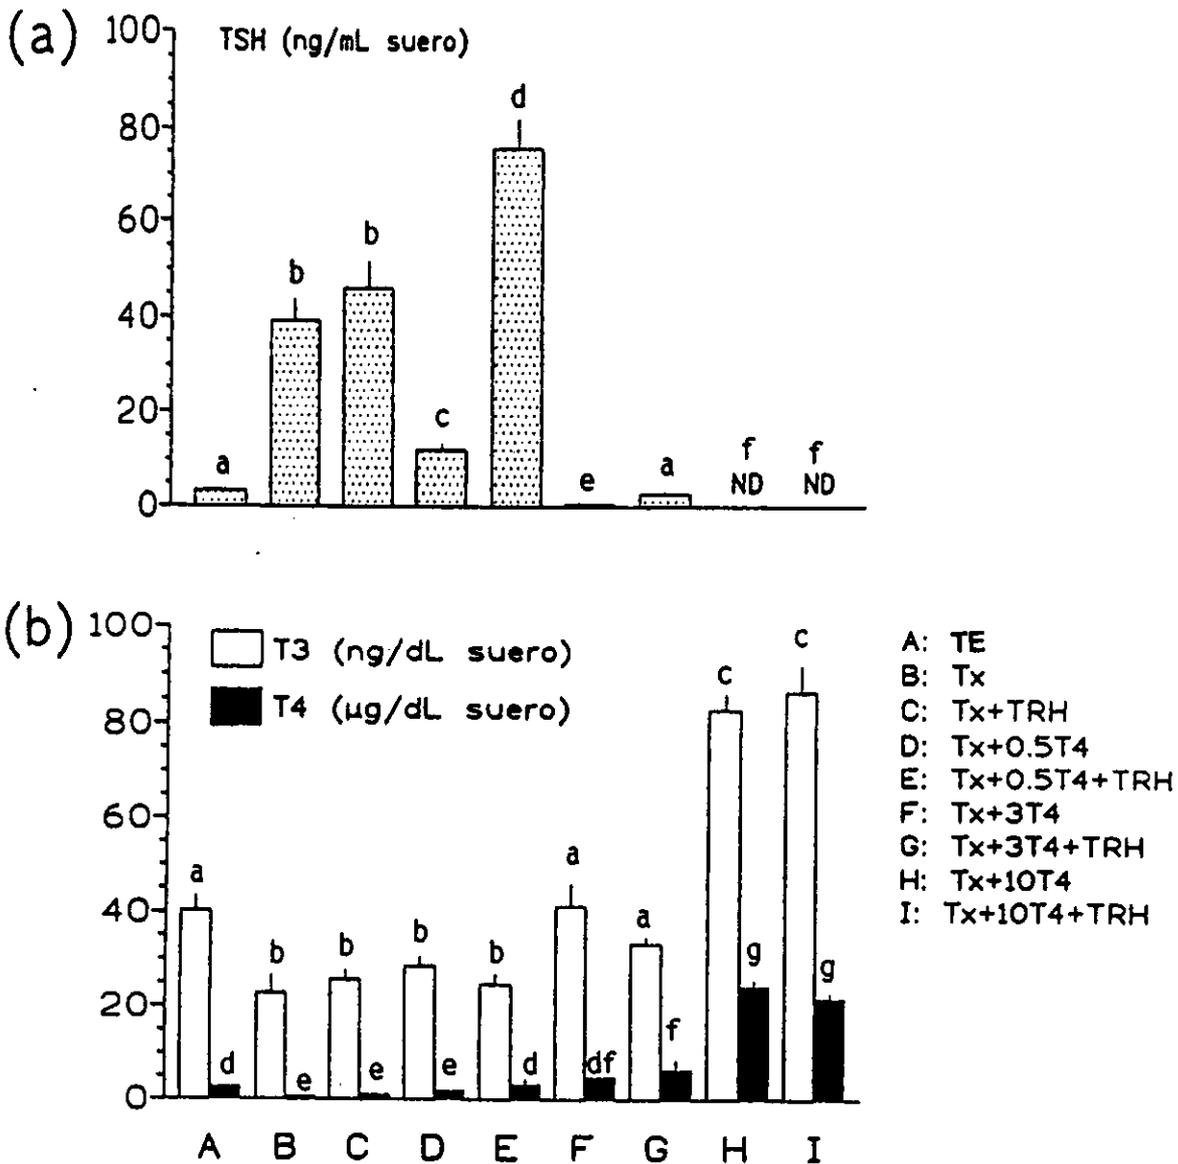 (a)
TSH (ng/mL suero)
100
80
60
40
20
0
a
b
b
c
d
e
a
f
ND
f
ND
(b)
100
80
60
40
20
0
T3 (ng/dL suero)
T4 (µg/dL suero)
a
d
b
e
b
e
b
e
b
d
a
df
a
f
c
g
c
g
A B C D E F G H I
A: TE
B: Tx
C: Tx+TRH
D: Tx+0.5T4
E: Tx+0.5T4+TRH
F: Tx+3T4
G: Tx+3T4+TRH
H: Tx+10T4
I: Tx+10T4+TRH